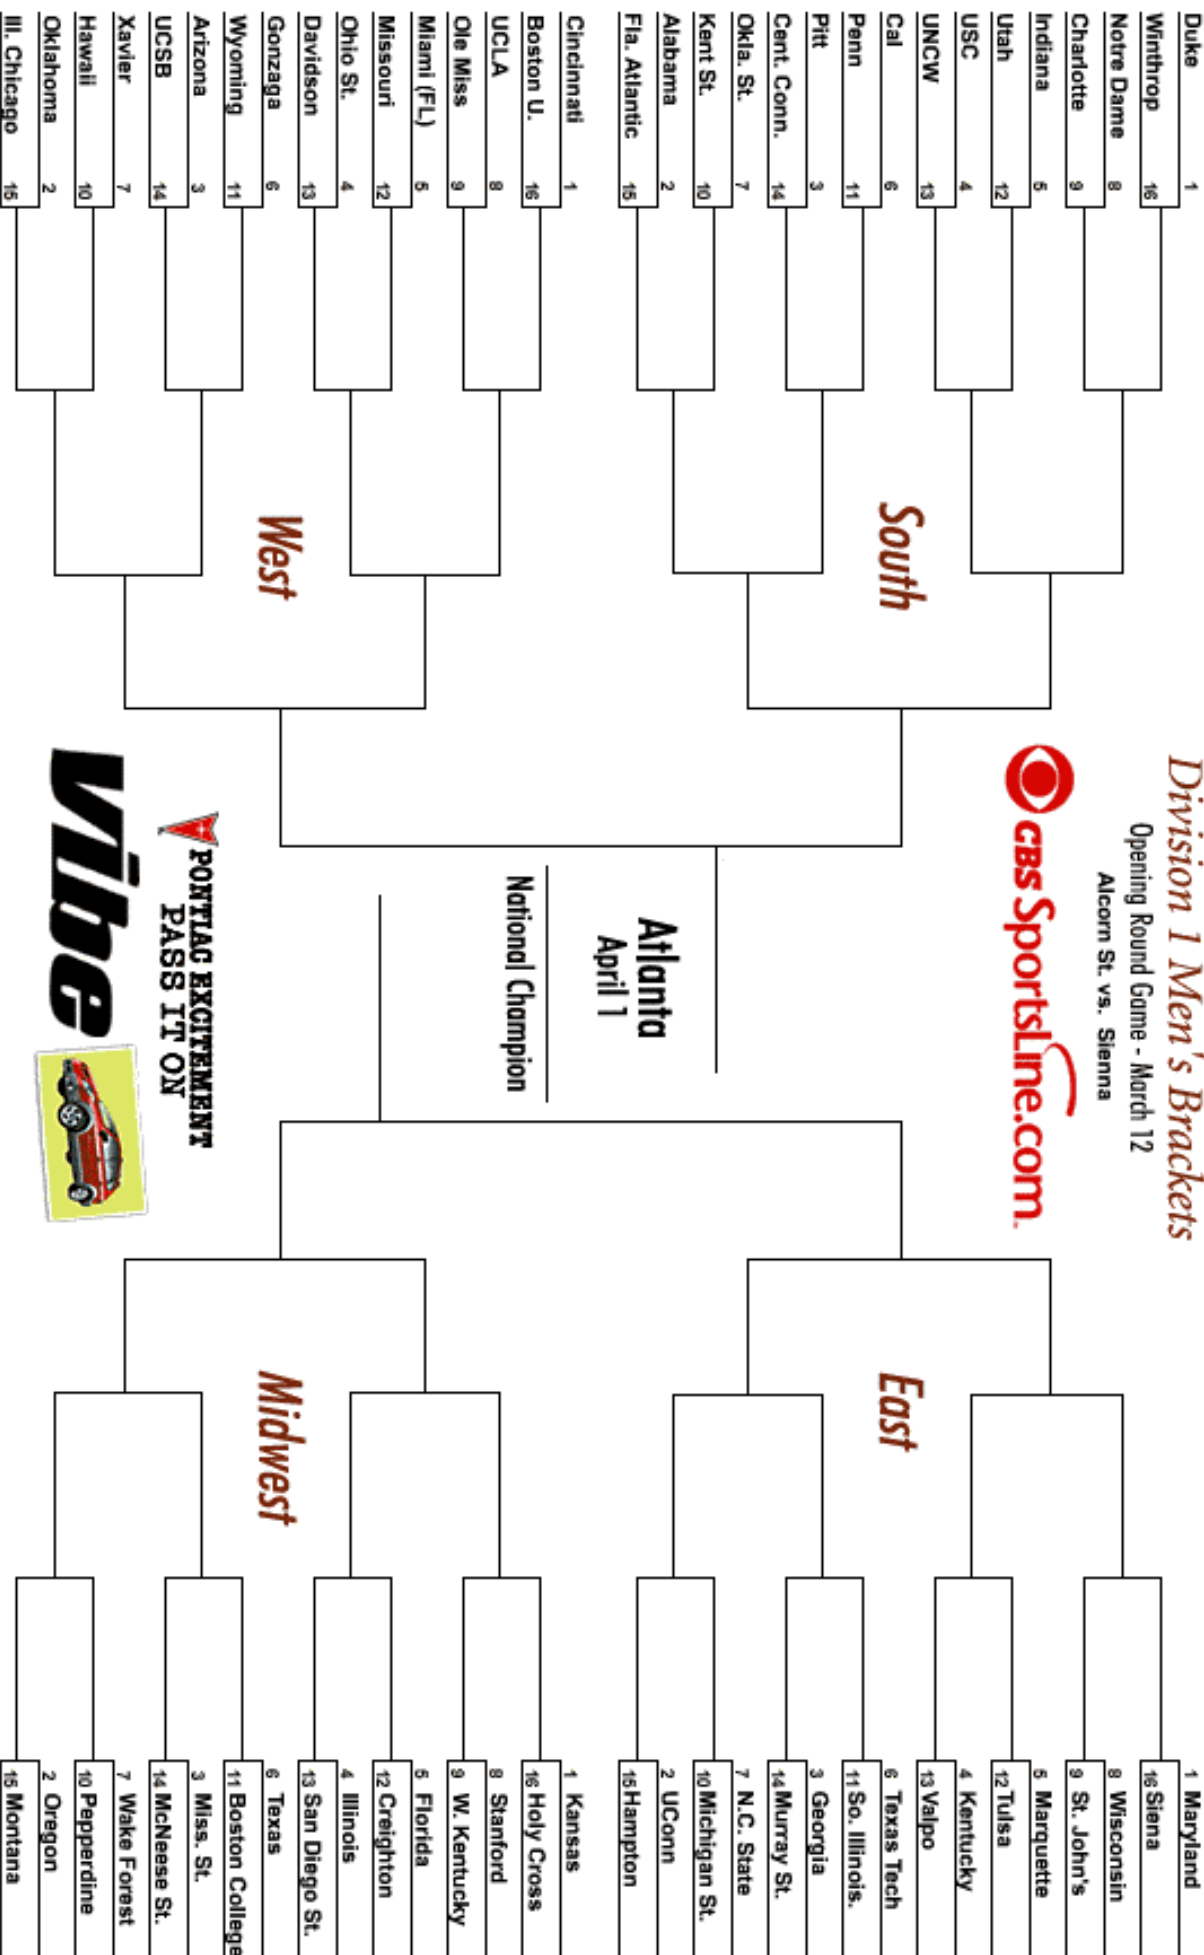 Division 1 Men's Brackets
Opening Round Game - March 12
Alcorn St. vs. Sienna
CBS SportsLine.com
Duke 1
Winthrop 16
Notre Dame 8
Charlotte 9
Indiana 5
Utah 12
USC 4
UNCW 13
Cal 6
Penn 11
Pitt 3
Cent. Conn. 14
Okla. St. 7
Kent St. 10
Alabama 2
Fla. Atlantic 15
South
Cincinnati 1
Boston U. 16
UCLA 8
Ole Miss 9
Miami (FL) 5
Missouri 12
Ohio St. 4
Davidson 13
Gonzaga 6
Wyoming 11
Arizona 3
UCSB 14
Xavier 7
Hawaii 10
Oklahoma 2
Ill. Chicago 15
West
Atlanta
April 1
National Champion
1 Maryland
16 Siena
8 Wisconsin
9 St. John's
5 Marquette
12 Tulsa
4 Kentucky
13 Valpo
6 Texas Tech
11 So. Illinois.
3 Georgia
14 Murray St.
7 N.C. State
10 Michigan St.
2 UConn
15 Hampton
East
1 Kansas
16 Holy Cross
8 Stanford
9 W. Kentucky
5 Florida
12 Creighton
4 Illinois
13 San Diego St.
6 Texas
11 Boston College
3 Miss. St.
14 McNeese St.
7 Wake Forest
10 Pepperdine
2 Oregon
15 Montana
Midwest
PONTIAC EXCITEMENT
PASS IT ON
vibe